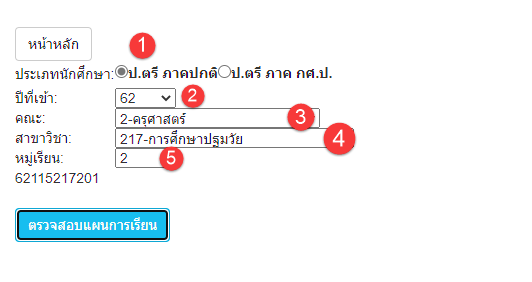 หน้าหลัก 1
ประเภทนักศึกษา: ป.ตรี ภาคปกติ ป.ตรี ภาค กศ.ป.
ปีที่เข้า: 62 2
คณะ: 2-ครุศาสตร์ 3
สาขาวิชา: 217-การศึกษาปฐมวัย 4
หมู่เรียน: 2 5
62115217201
ตรวจสอบแผนการเรียน